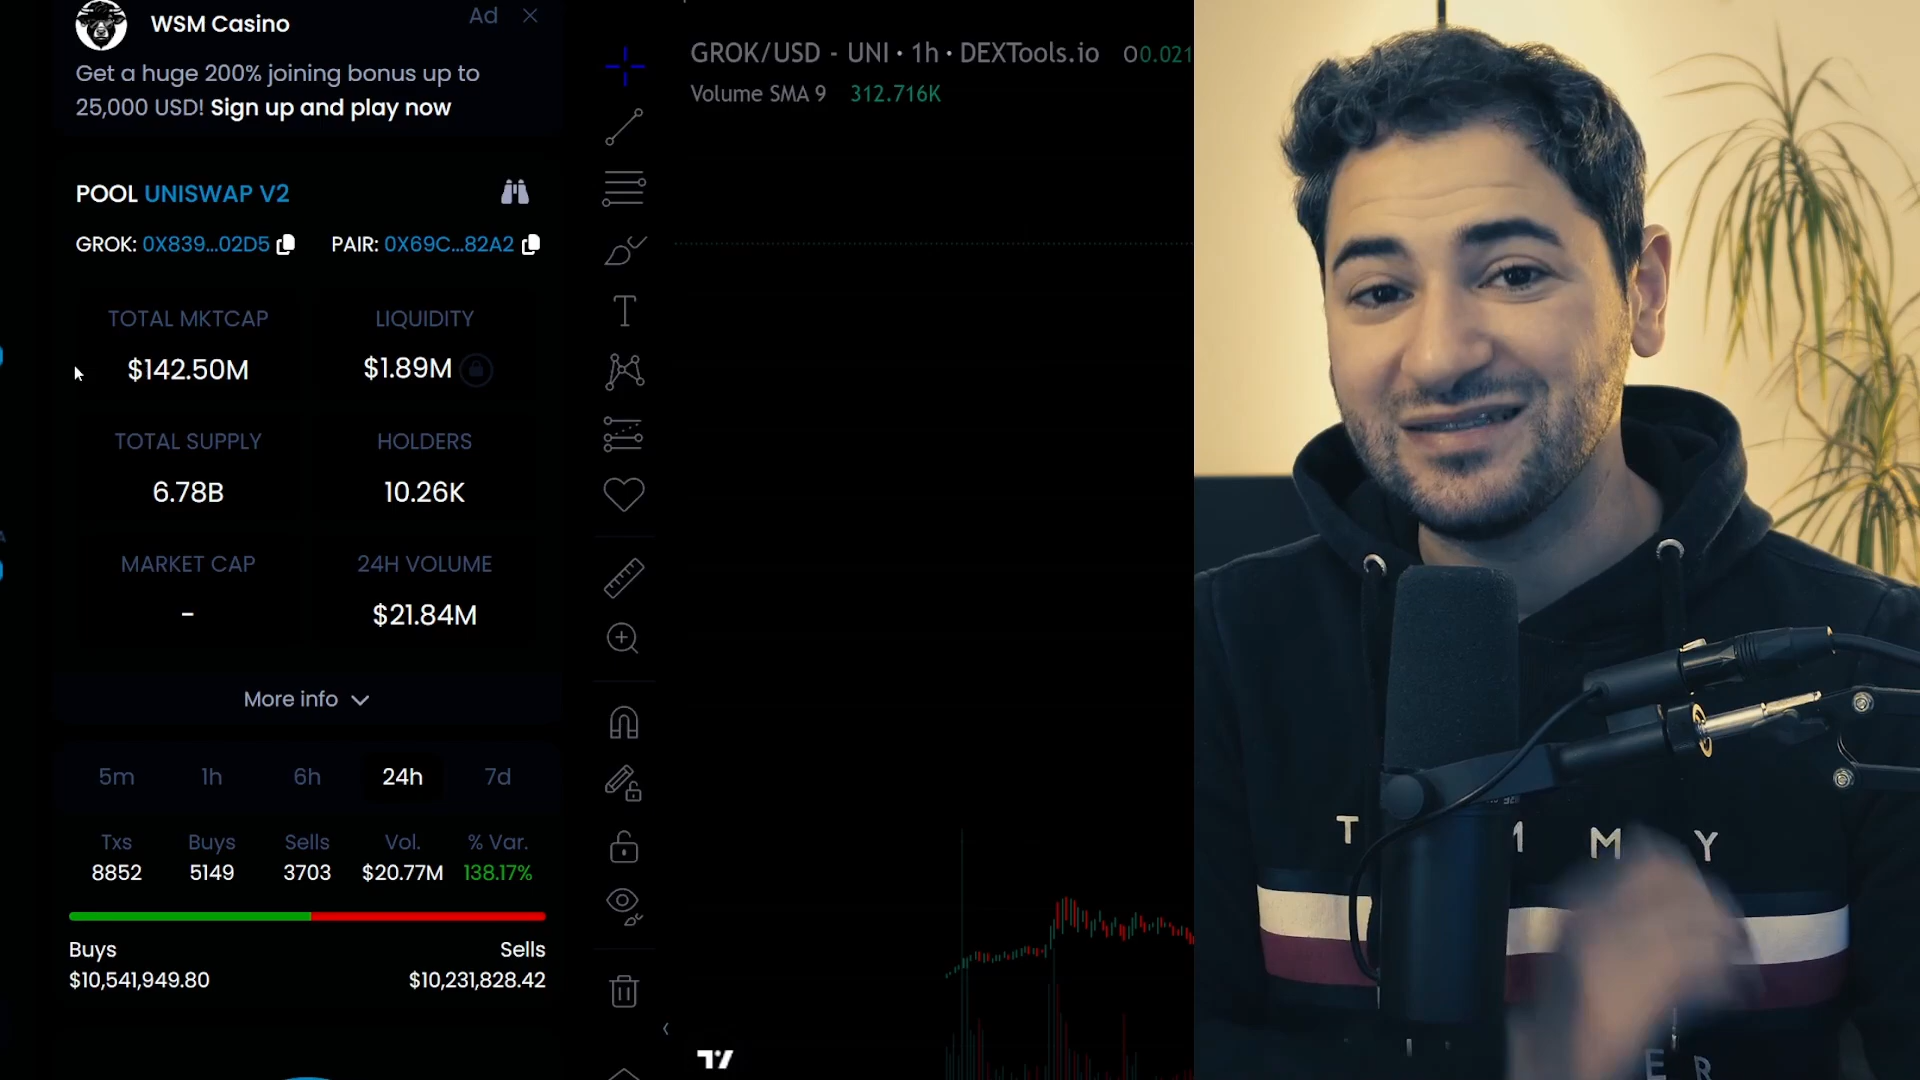 WSM Casino
Ad
Get a huge 200% joining bonus up to
25,000 USD! Sign up and play now
POOL UNISWAP V2
GROK: 0X839...02D5
PAIR: 0X69C...82A2
TOTAL MKTCAP
LIQUIDITY
$142.50M
$1.89M
TOTAL SUPPLY
HOLDERS
6.78B
10.26K
MARKET CAP
24H VOLUME
-
$21.84M
More info
5m 1h 6h 24h 7d
Txs Buys Sells Vol. % Var.
8852 5149 3703 $20.77M 138.17%
Buys Sells
$10,541,949.80 $10,231,828.42
GROK/USD - UNI · 1h · DEXTools.io O0.021
Volume SMA 9 312.716K
T M Y